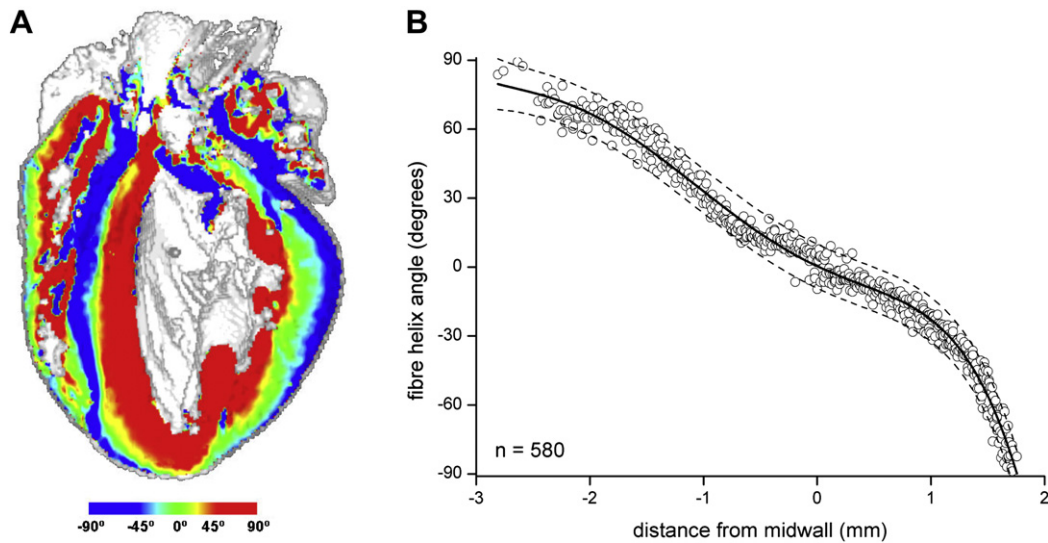 A
B
-90º -45º 0º 45º 90º
fibre helix angle (degrees)
90
60
30
0
-30
-60
-90
n = 580
-3 -2 -1 0 1 2
distance from midwall (mm)